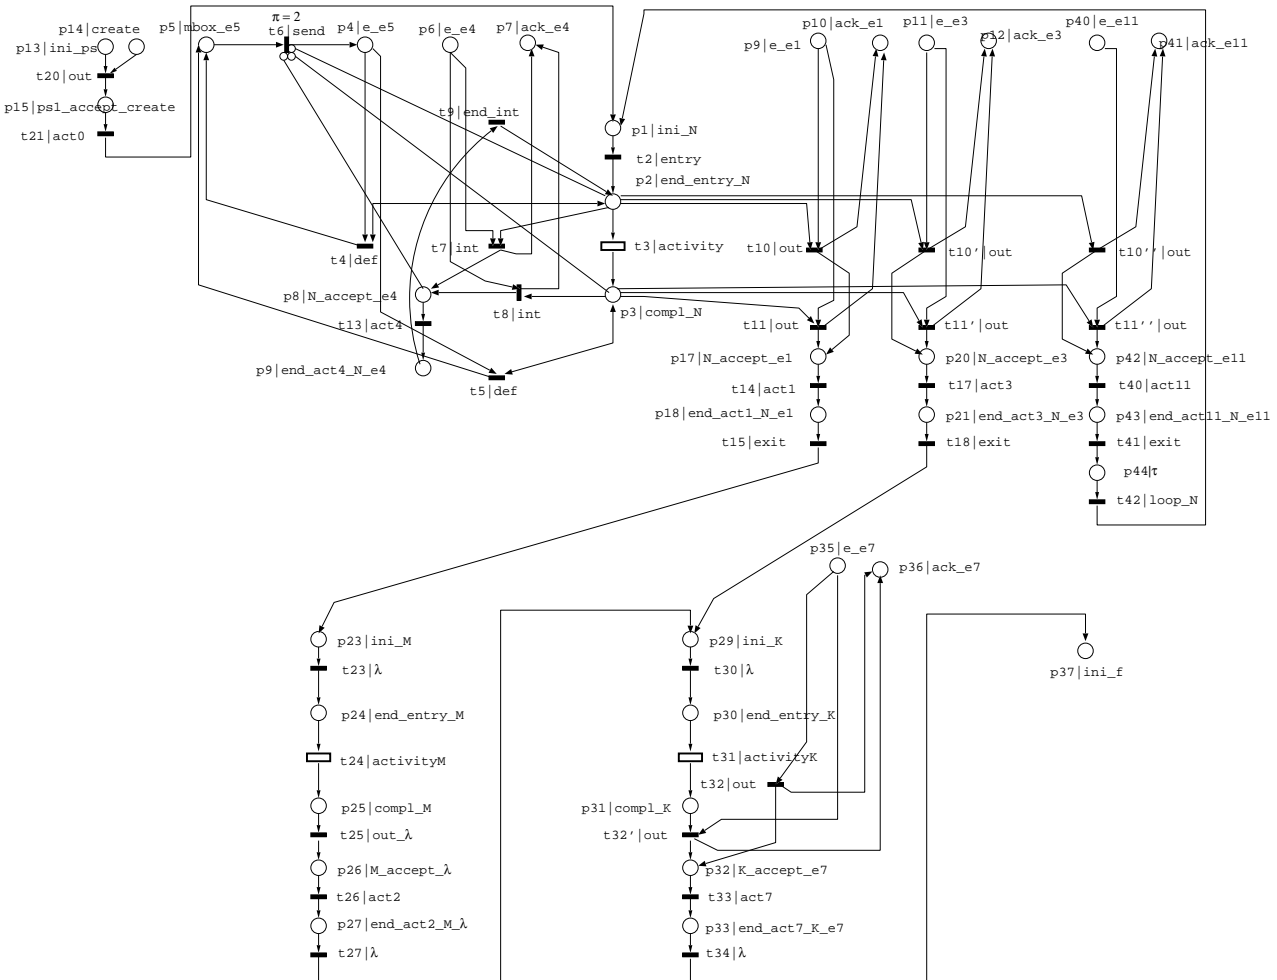 π = 2
p14|create
p5|mbox_e5
t6|send
p4|e_e5
p6|e_e4
p7|ack_e4
p10|ack_e1
p11|e_e3
p40|e_e11
p13|ini_ps
p9|e_e1
p12|ack_e3
p41|ack_e11
t20|out
p15|ps1_accept_create
t9|end_int
t21|act0
p1|ini_N
t2|entry
p2|end_entry_N
t4|def
t7|int
t3|activity
t10|out
t10'|out
t10''|out
p8|N_accept_e4
t8|int
p3|compl_N
t13|act4
t11|out
t11'|out
t11''|out
p9|end_act4_N_e4
t5|def
p17|N_accept_e1
p20|N_accept_e3
p42|N_accept_e11
t14|act1
t17|act3
t40|act11
p18|end_act1_N_e1
p21|end_act3_N_e3
p43|end_act11_N_e11
t15|exit
t18|exit
t41|exit
p44|τ
t42|loop_N
p35|e_e7
p36|ack_e7
p23|ini_M
p29|ini_K
t23|λ
t30|λ
p37|ini_f
p24|end_entry_M
p30|end_entry_K
t24|activityM
t31|activityK
t32|out
p25|compl_M
p31|compl_K
t25|out_λ
t32'|out
p26|M_accept_λ
p32|K_accept_e7
t26|act2
t33|act7
p27|end_act2_M_λ
p33|end_act7_K_e7
t27|λ
t34|λ